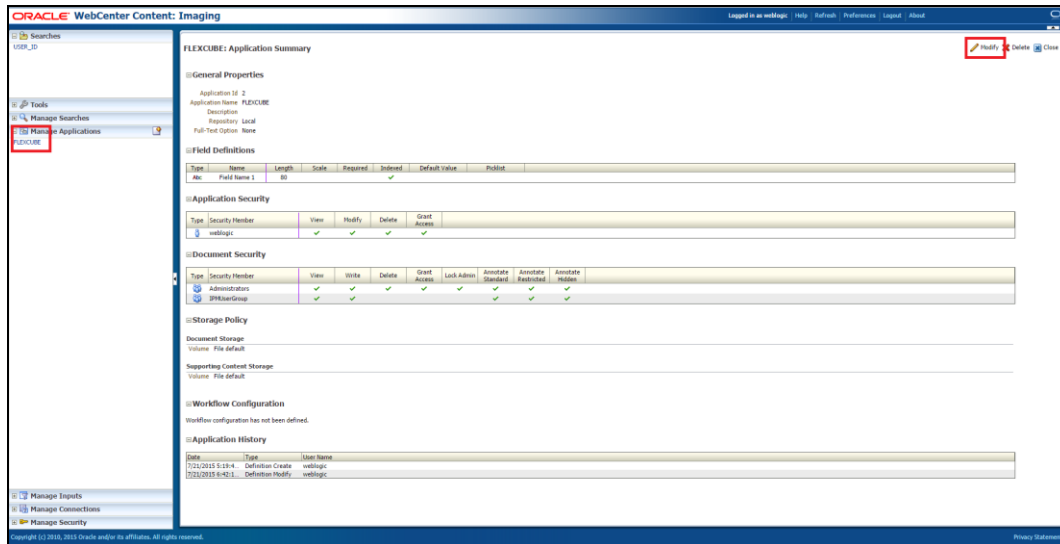 ORACLE WebCenter Content: Imaging
Logged in as weblogic | Help | Refresh | Preferences | Logout | About
Searches
USER_ID
Tools
Manage Searches
Manage Applications
FLEXCUBE
Manage Inputs
Manage Connections
Manage Security
FLEXCUBE: Application Summary
Modify Delete Close
General Properties
Application Id 2
Application Name FLEXCUBE
Description
Repository Local
Full-Text Option None
Field Definitions
Type Name Length Scale Required Indexed Default Value Picklist
Abc Field Name 1 80
Application Security
Type Security Member View Modify Delete Grant Access
weblogic
Document Security
Type Security Member View Write Delete Grant Access Lock Admin Annotate Standard Annotate Restricted Annotate Hidden
Administrators
IPMUserGroup
Storage Policy
Document Storage
Volume File default
Supporting Content Storage
Volume File default
Workflow Configuration
Workflow configuration has not been defined.
Application History
Date Type User Name
7/21/2015 5:19:4... Definition Create weblogic
7/21/2015 6:42:1... Definition Modify weblogic
Copyright (c) 2010, 2015 Oracle and/or its affiliates. All rights reserved.
Privacy Statemen